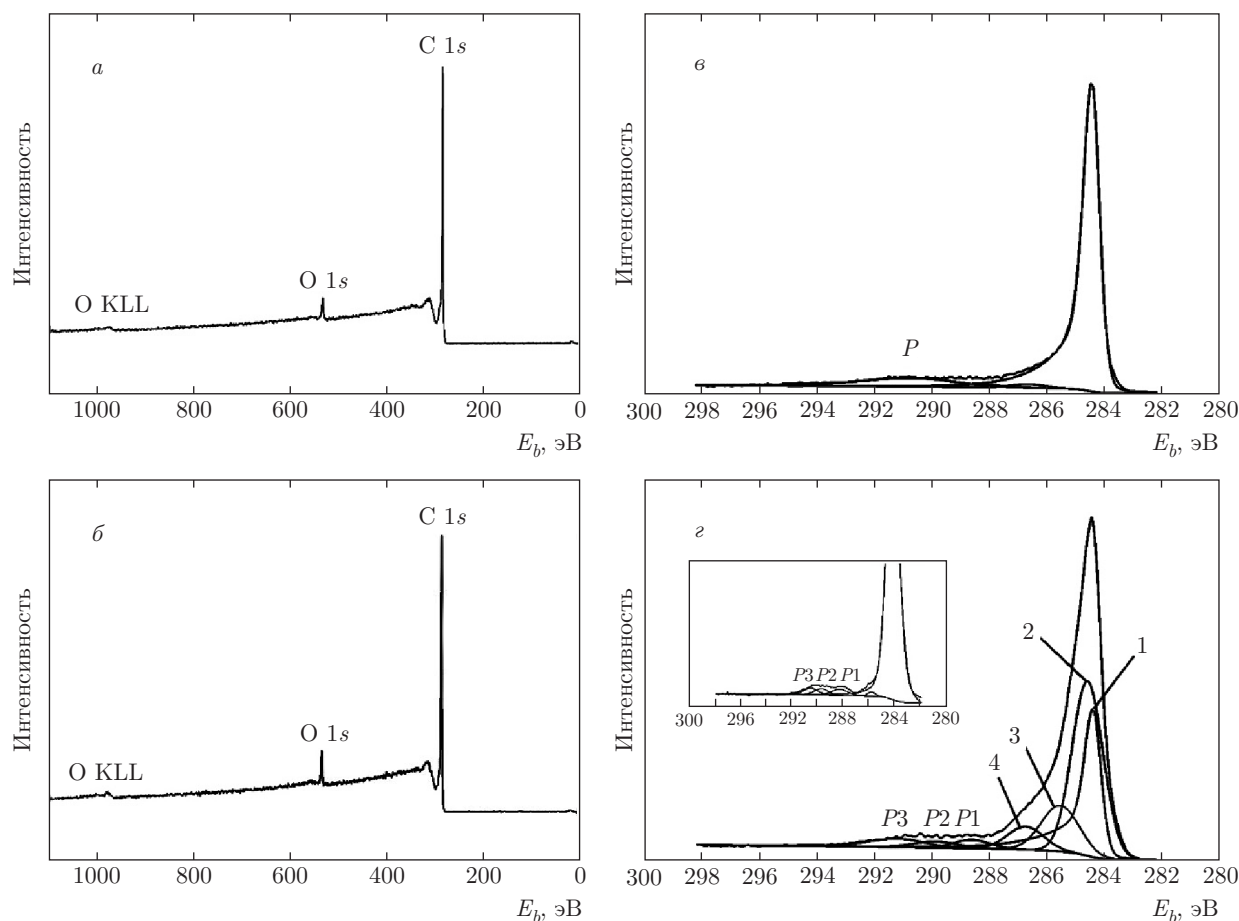 а
C 1s
O 1s
O KLL
Интенсивность
1000 800 600 400 200 0
E_b, эВ
в
P
Интенсивность
300 298 296 294 292 290 288 286 284 282 280
E_b, эВ
б
C 1s
O 1s
O KLL
Интенсивность
1000 800 600 400 200 0
E_b, эВ
г
P3 P2 P1
300 296 292 288 284 280
2
1
3
4
P3 P2 P1
Интенсивность
300 298 296 294 292 290 288 286 284 282 280
E_b, эВ